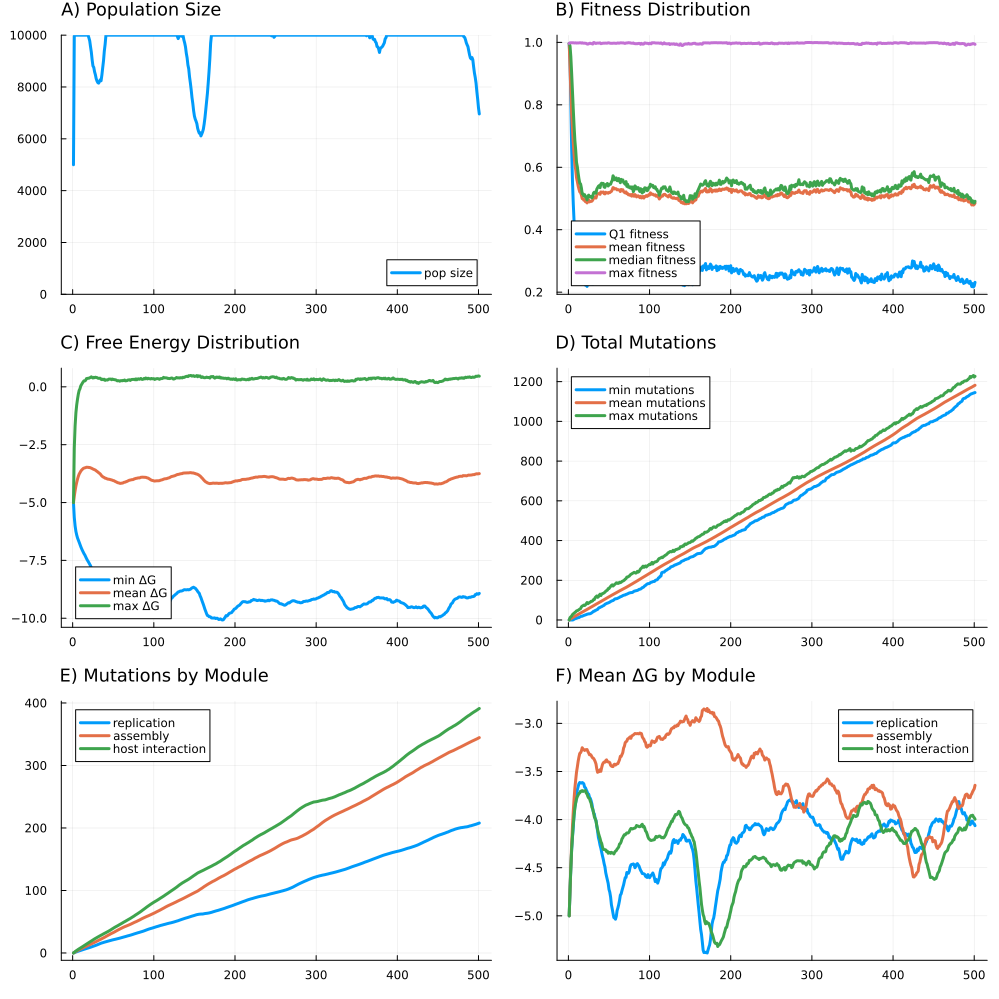 A) Population Size
10000
8000
6000
4000
2000
0
pop size
0 100 200 300 400 500
B) Fitness Distribution
1.0
0.8
0.6
0.4
0.2
Q1 fitness
mean fitness
median fitness
max fitness
0 100 200 300 400 500
C) Free Energy Distribution
0.0
−2.5
−5.0
−7.5
−10.0
min ΔG
mean ΔG
max ΔG
0 100 200 300 400 500
D) Total Mutations
1200
1000
800
600
400
200
0
min mutations
mean mutations
max mutations
0 100 200 300 400 500
E) Mutations by Module
400
300
200
100
0
replication
assembly
host interaction
0 100 200 300 400 500
F) Mean ΔG by Module
−3.0
−3.5
−4.0
−4.5
−5.0
replication
assembly
host interaction
0 100 200 300 400 500